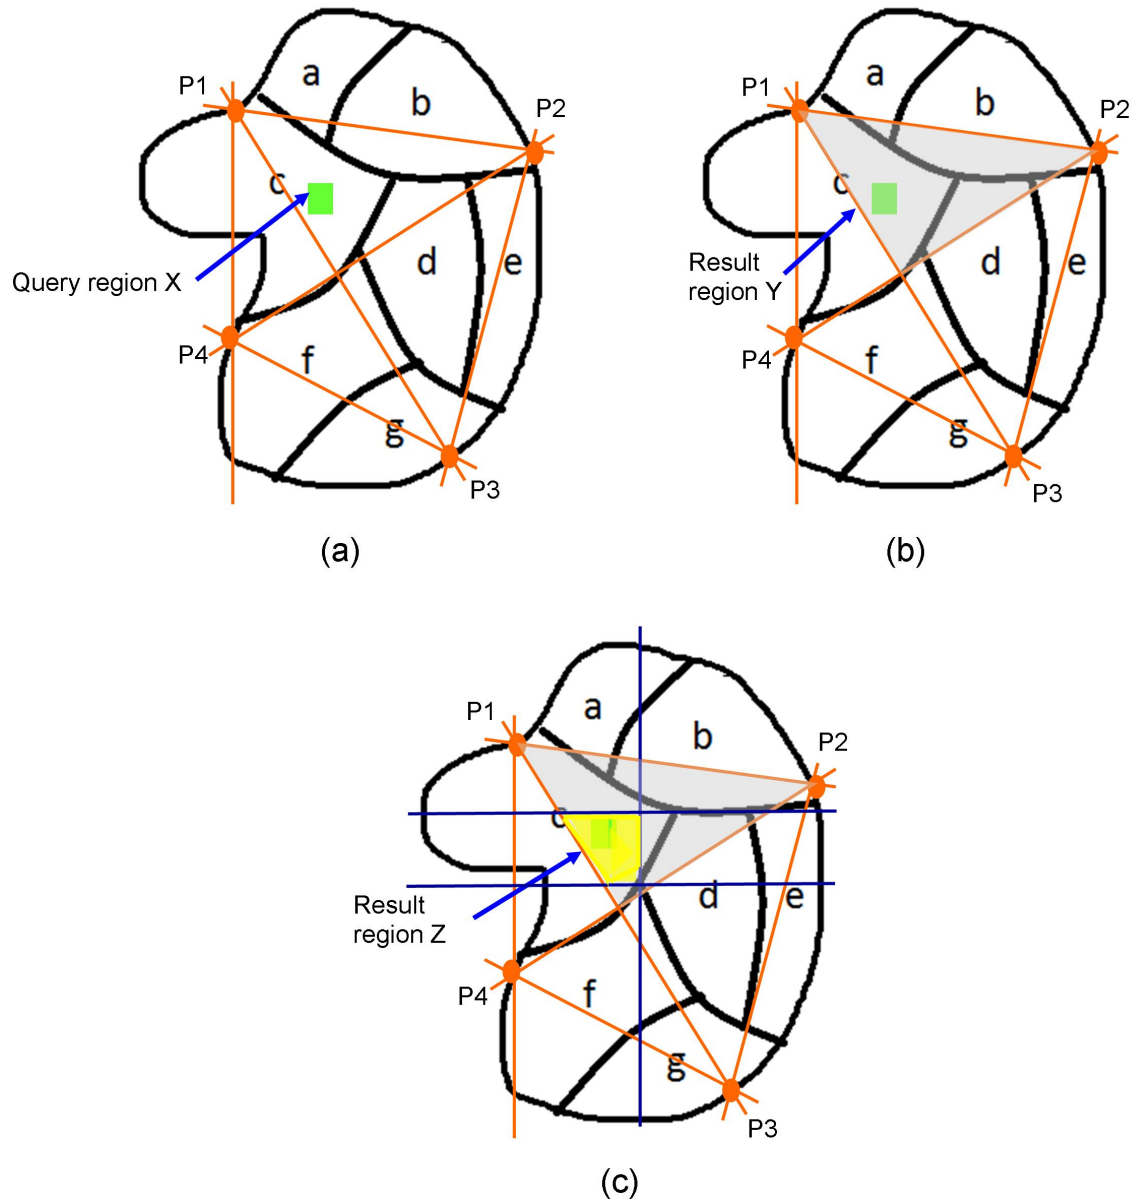 a
b
P1
P2
c
d
e
Query region X
P4
f
g
P3
(a)
a
b
P1
P2
c
d
e
Result
region Y
P4
f
g
P3
(b)
a
b
P1
P2
c
d
e
Result
region Z
P4
f
g
P3
(c)